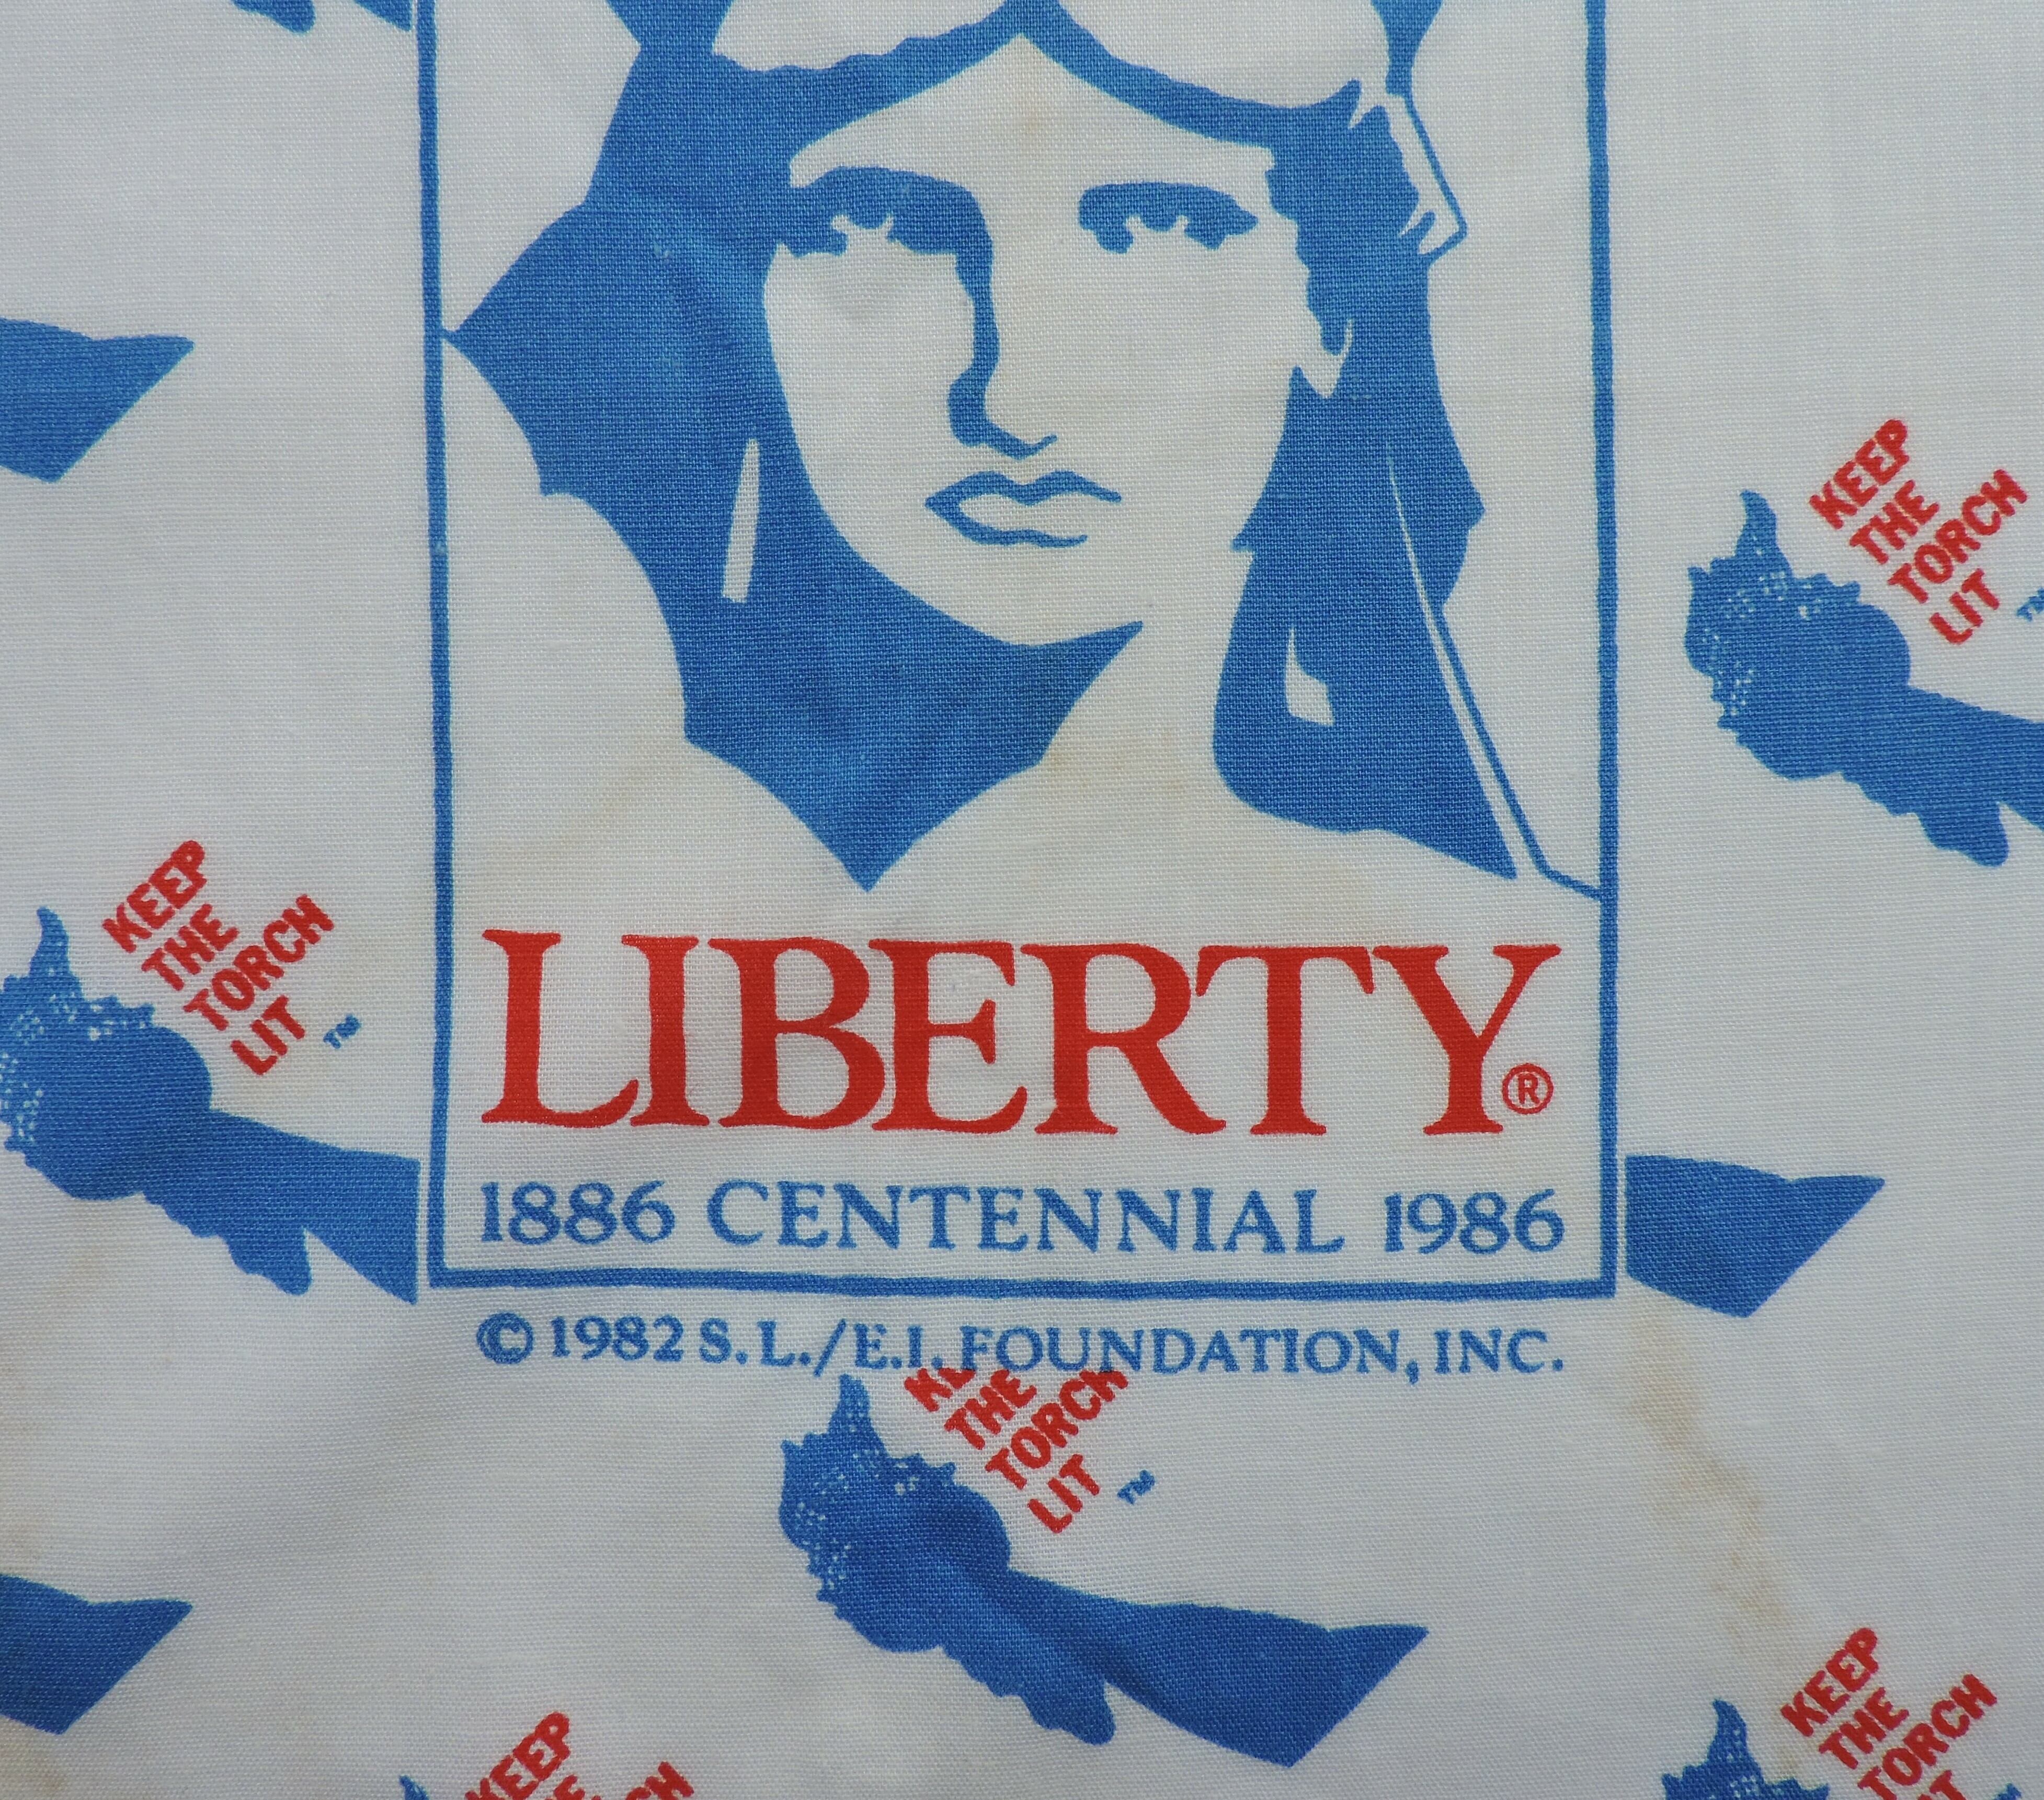 KEEP
THE
TORCH
LIT
™
KEEP
THE
TORCH
LIT
™
LIBERTY®
1886 CENTENNIAL 1986
© 1982 S.L./E.I. FOUNDATION, INC.
THE
TORCH
LIT
™
KEEP
THE
TORCH
KEEP